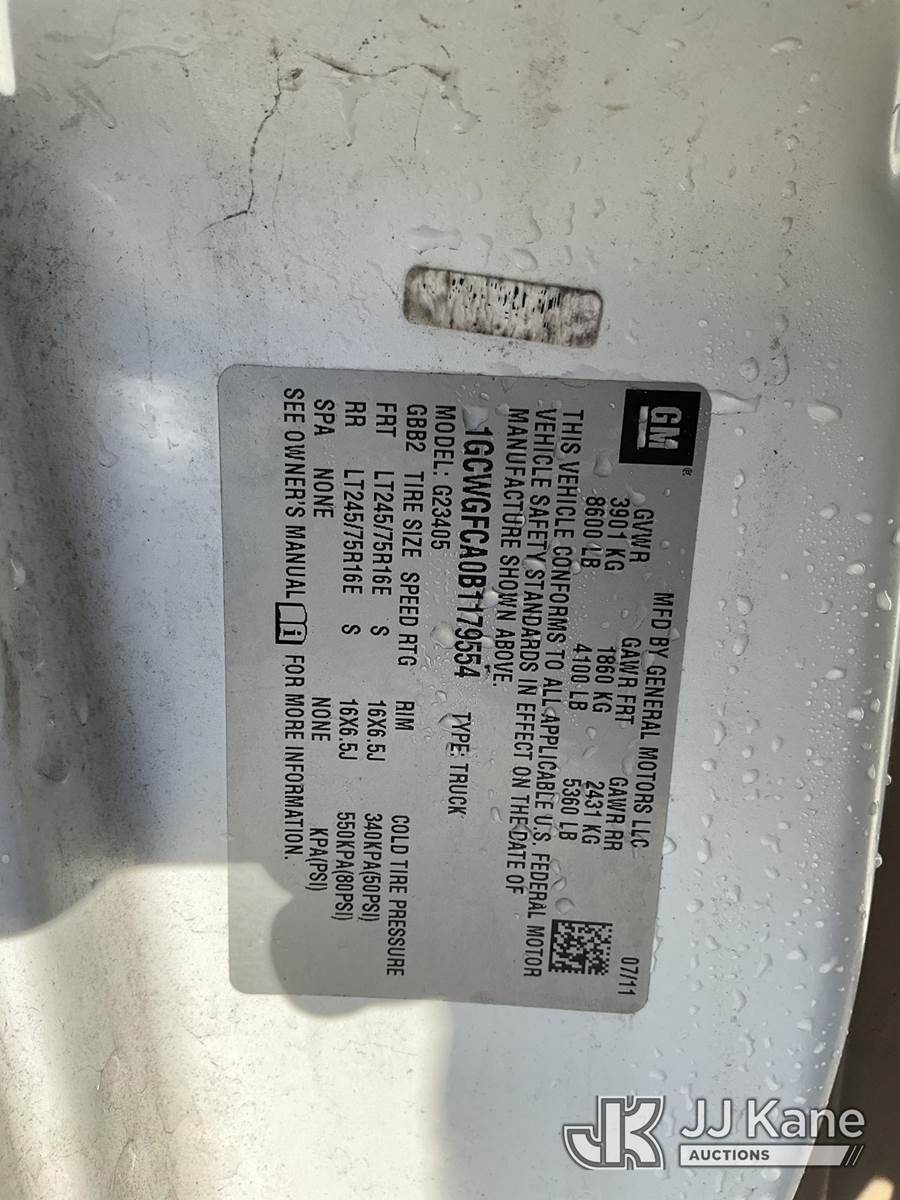 GM®
MFD BY GENERAL MOTORS LLC
07/11
GVWR GAWR FRT GAWR RR
3901 KG 1860 KG 2431 KG
8600 LB 4100 LB 5360 LB
THIS VEHICLE CONFORMS TO ALL APPLICABLE U.S. FEDERAL MOTOR
VEHICLE SAFETY STANDARDS IN EFFECT ON THE DATE OF
MANUFACTURE SHOWN ABOVE.
1GCWGFCA0B1179554 TYPE: TRUCK
MODEL: G23405
GBB2 TIRE SIZE SPEED RTG RIM COLD TIRE PRESSURE
FRT LT245/75R16E S 16X6.5J 340KPA(50PSI)
RR LT245/75R16E S 16X6.5J 550KPA(80PSI)
SPA NONE NONE KPA(PSI)
SEE OWNER'S MANUAL FOR MORE INFORMATION.
JK JJ Kane
AUCTIONS